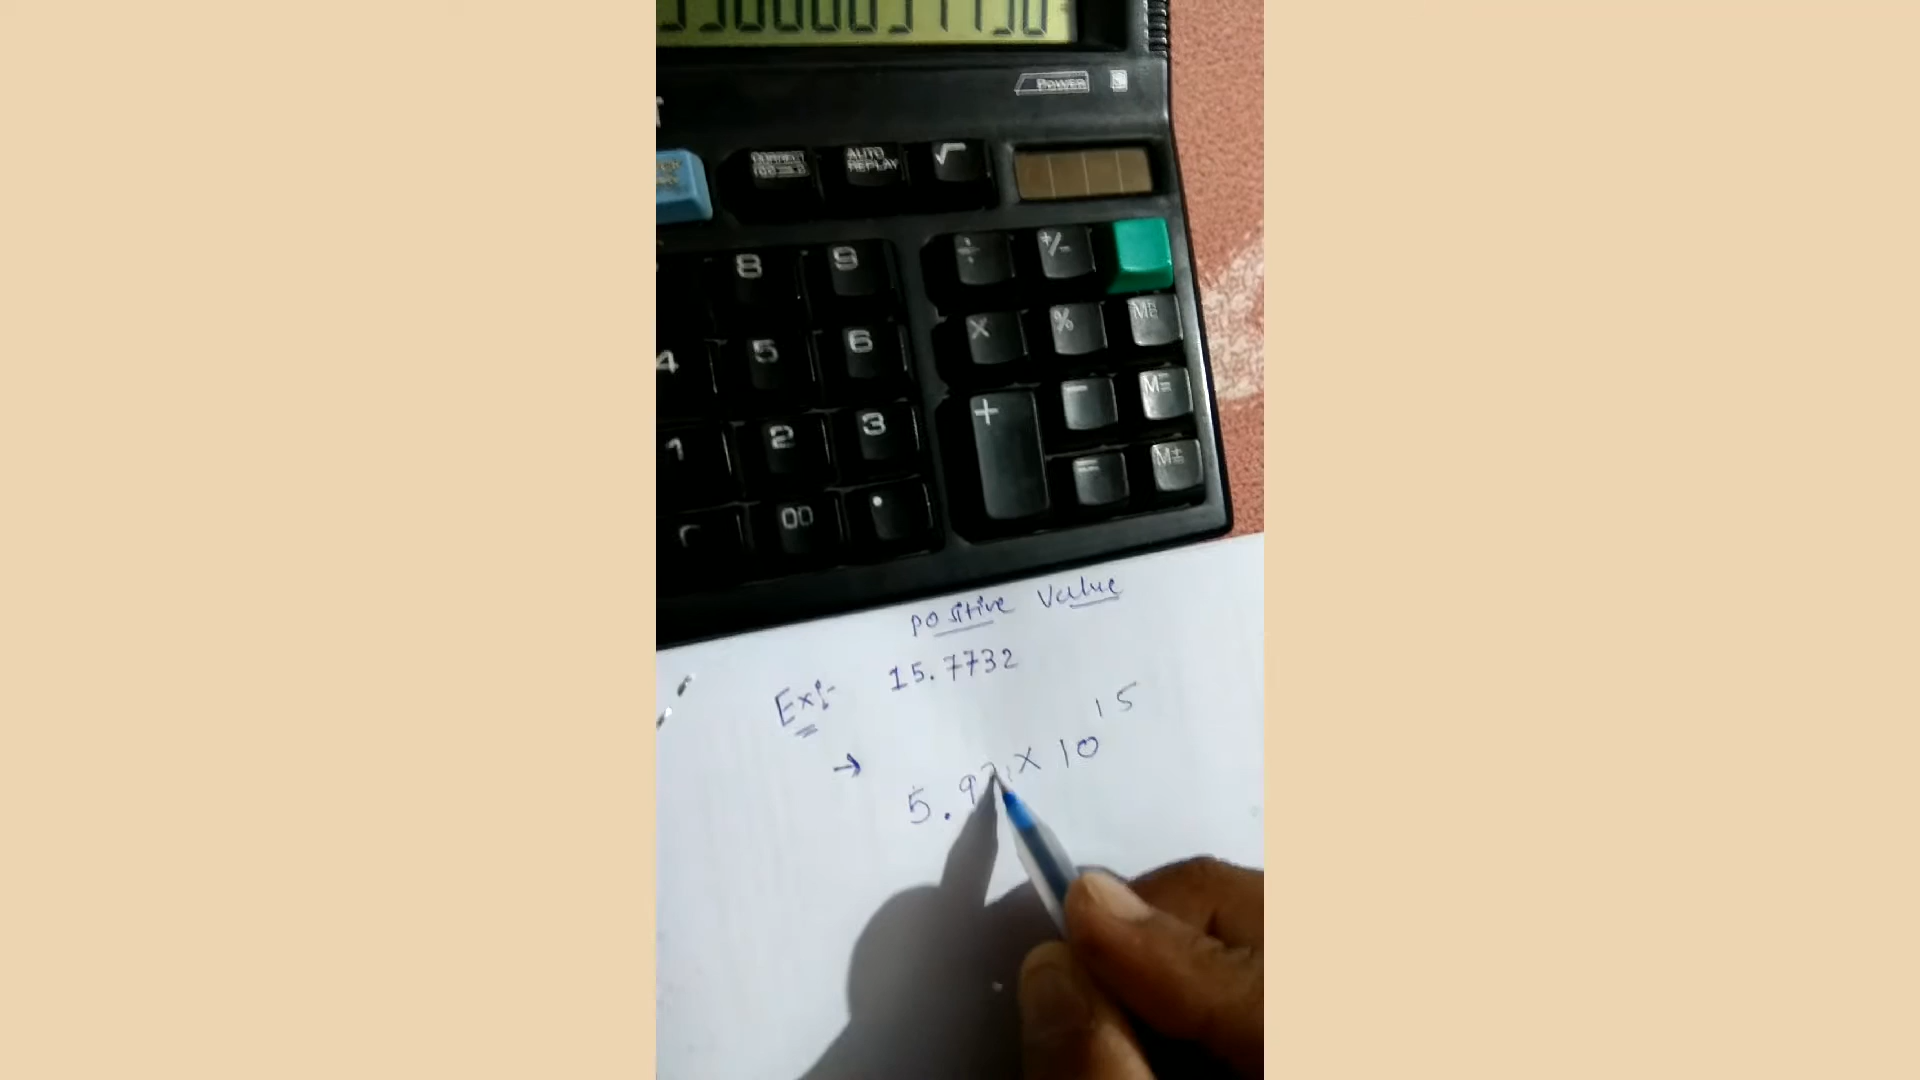 POWER
AUTO
REPLAY
√
8 9 ÷ +/-
4 5 6 × %
1 2 3 + - M=
00 . = M±
positive Value
Ex:- 15.7732
→ 5.9 × 10 15